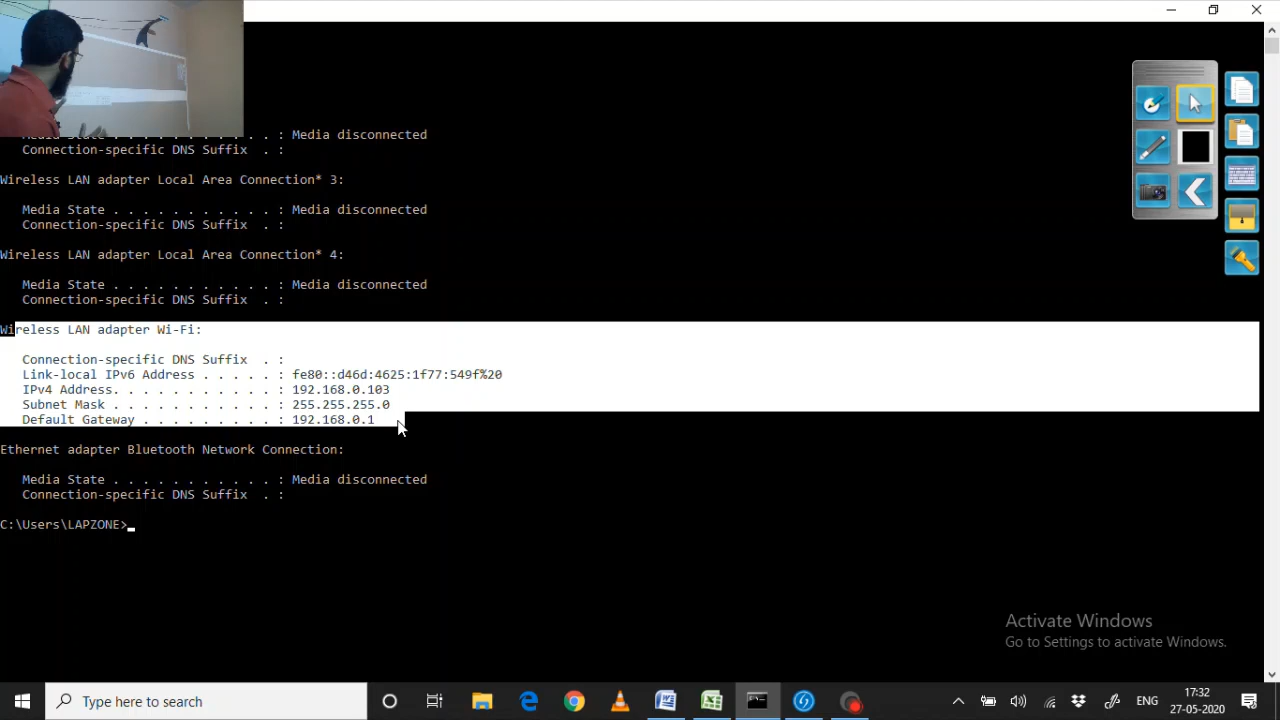 Media State . . . . . . . . . . . : Media disconnected
Connection-specific DNS Suffix  . :
Wireless LAN adapter Local Area Connection* 3:
Media State . . . . . . . . . . . : Media disconnected
Connection-specific DNS Suffix  . :
Wireless LAN adapter Local Area Connection* 4:
Media State . . . . . . . . . . . : Media disconnected
Connection-specific DNS Suffix  . :
Wireless LAN adapter Wi-Fi:
Connection-specific DNS Suffix  . :
Link-local IPv6 Address . . . . . : fe80::d46d:4625:1f77:549f%20
IPv4 Address. . . . . . . . . . . : 192.168.0.103
Subnet Mask . . . . . . . . . . . : 255.255.255.0
Default Gateway . . . . . . . . . : 192.168.0.1
Ethernet adapter Bluetooth Network Connection:
Media State . . . . . . . . . . . : Media disconnected
Connection-specific DNS Suffix  . :
C:\Users\LAPZONE>
Activate Windows
Go to Settings to activate Windows.
Type here to search
ENG
17:32
27-05-2020